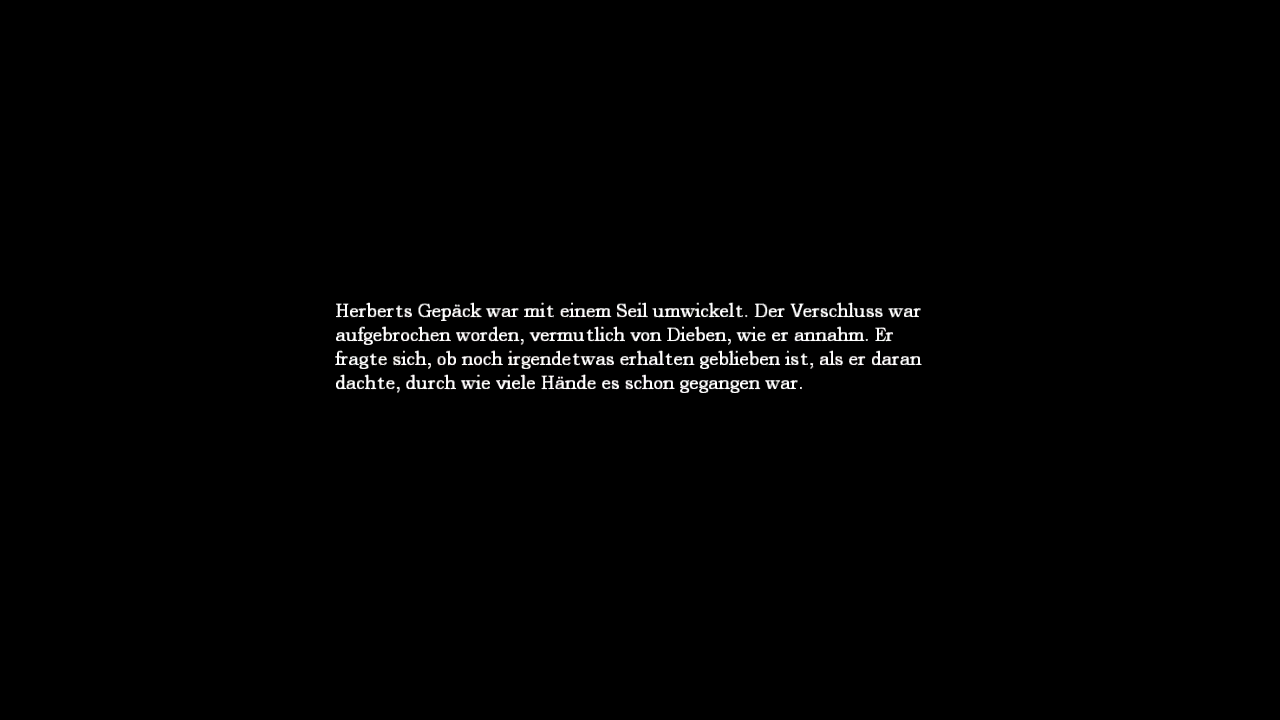 Herberts Gepäck war mit einem Seil umwickelt. Der Verschluss war
aufgebrochen worden, vermutlich von Dieben, wie er annahm. Er
fragte sich, ob noch irgendetwas erhalten geblieben ist, als er daran
dachte, durch wie viele Hände es schon gegangen war.